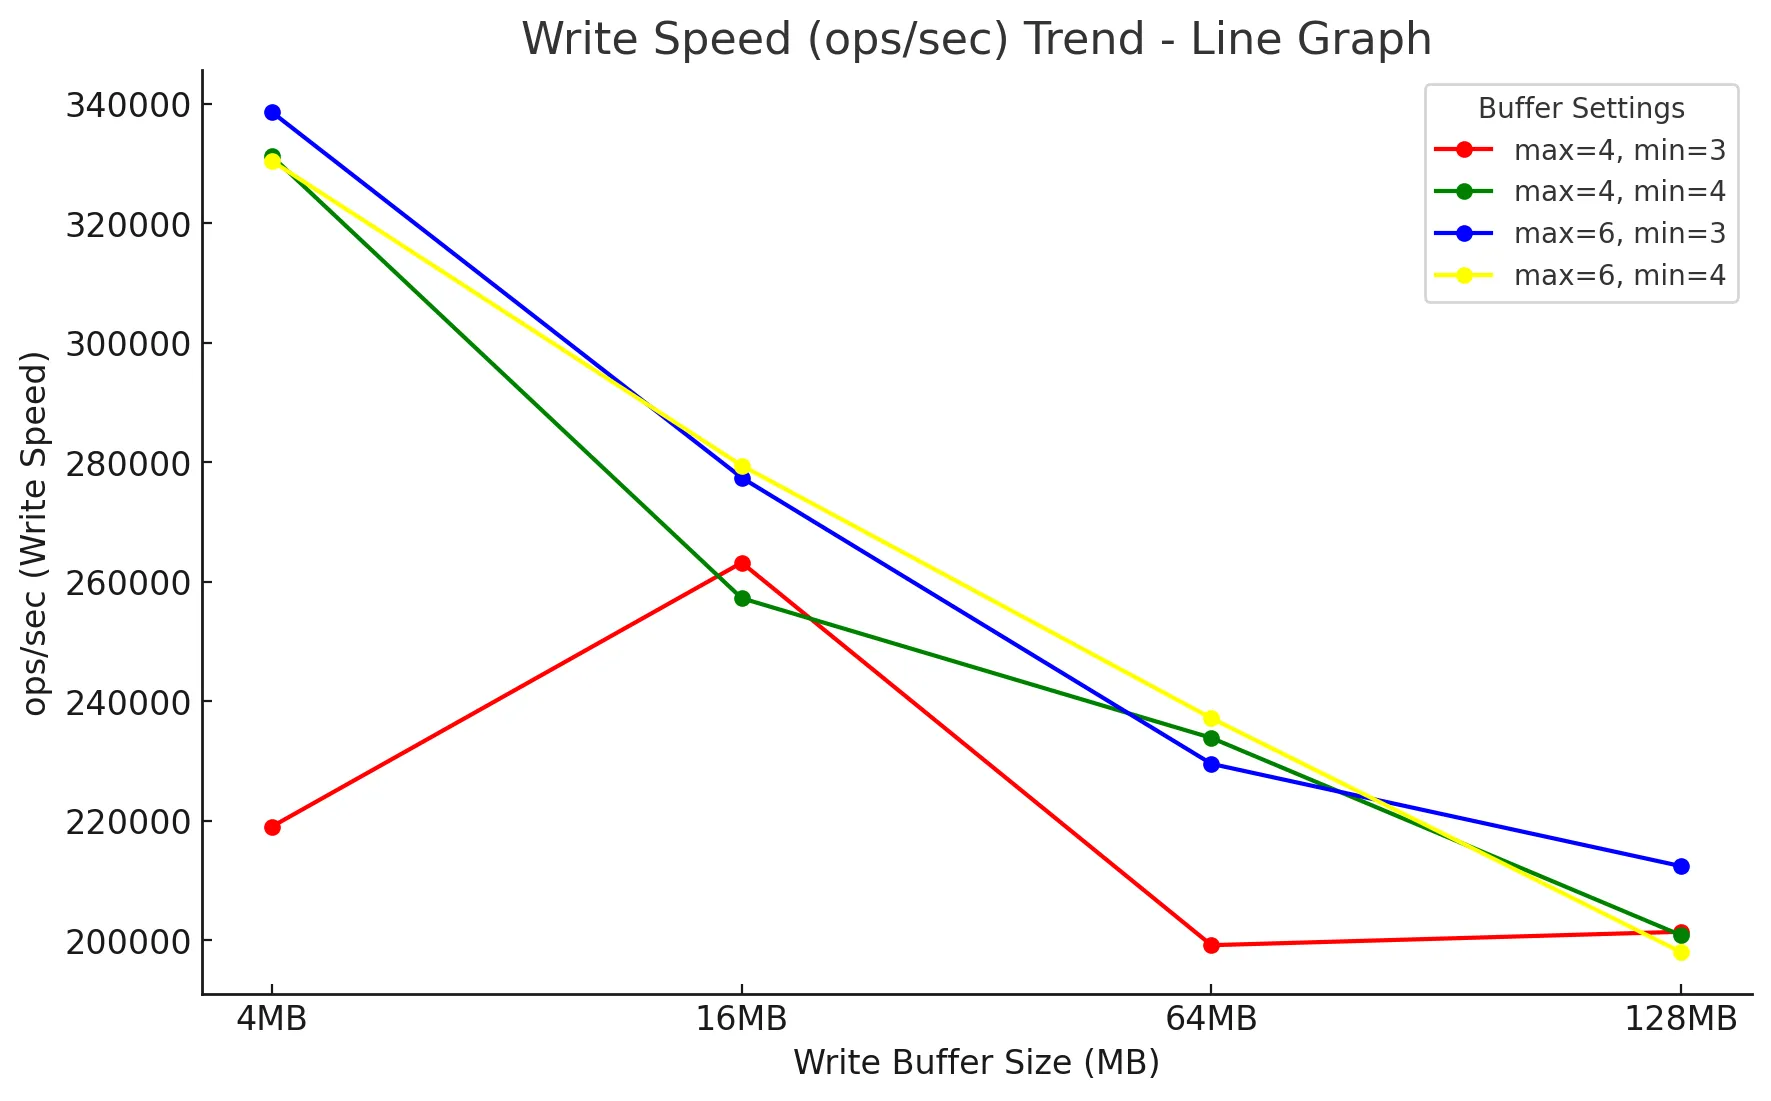 Write Speed (ops/sec) Trend - Line Graph
Buffer Settings
max=4, min=3
max=4, min=4
max=6, min=3
max=6, min=4
ops/sec (Write Speed)
340000
320000
300000
280000
260000
240000
220000
200000
4MB 16MB 64MB 128MB
Write Buffer Size (MB)